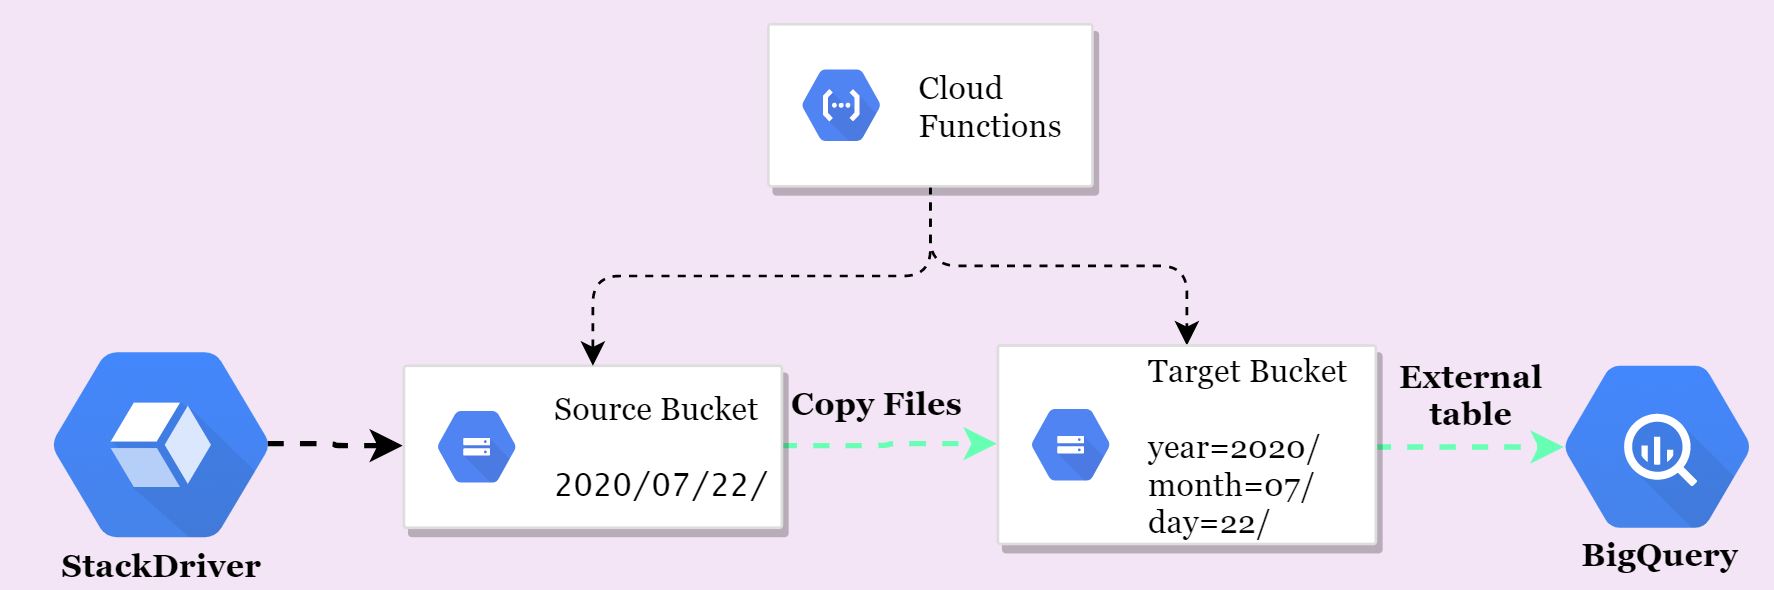 Cloud
Functions
Source Bucket
2020/07/22/
Copy Files
Target Bucket
year=2020/
month=07/
day=22/
External
table
StackDriver
BigQuery